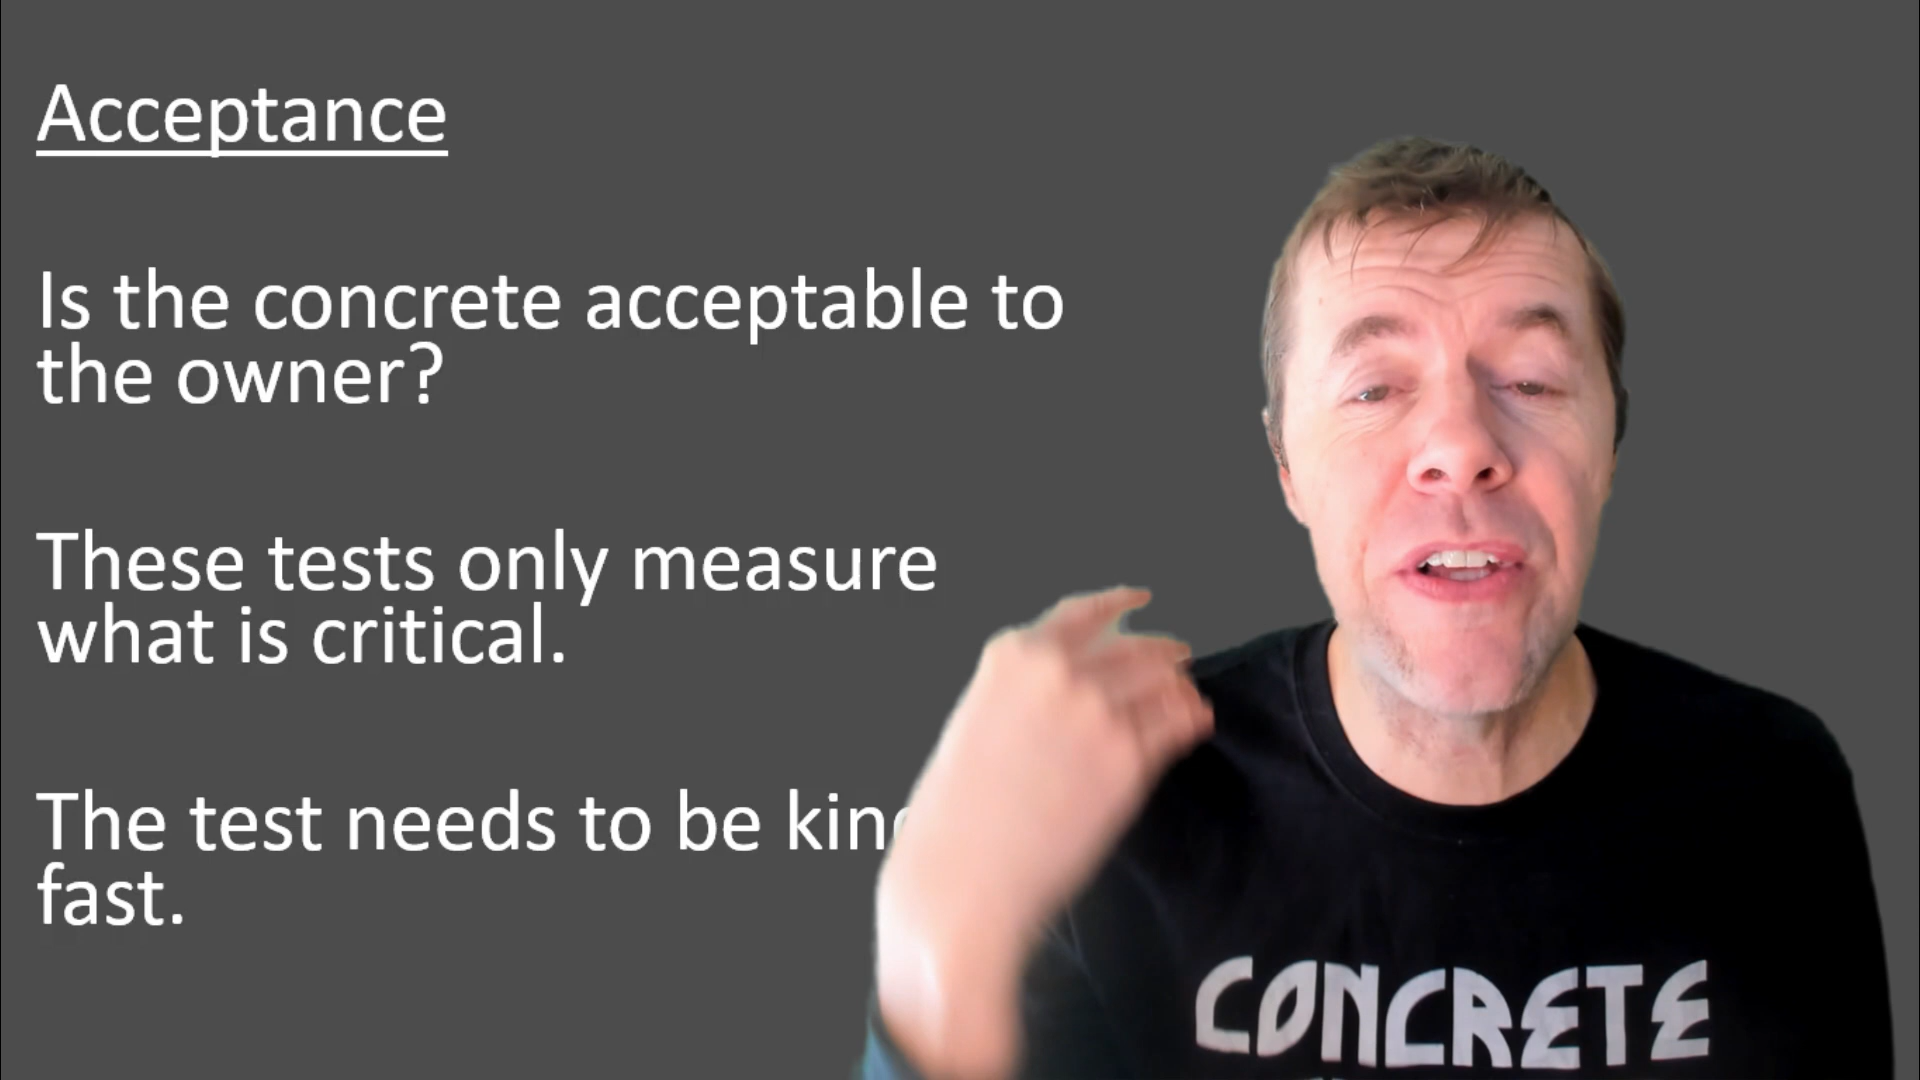 Acceptance
Is the concrete acceptable to
the owner?
These tests only measure
what is critical.
The test needs to be
fast.
CONCRETE